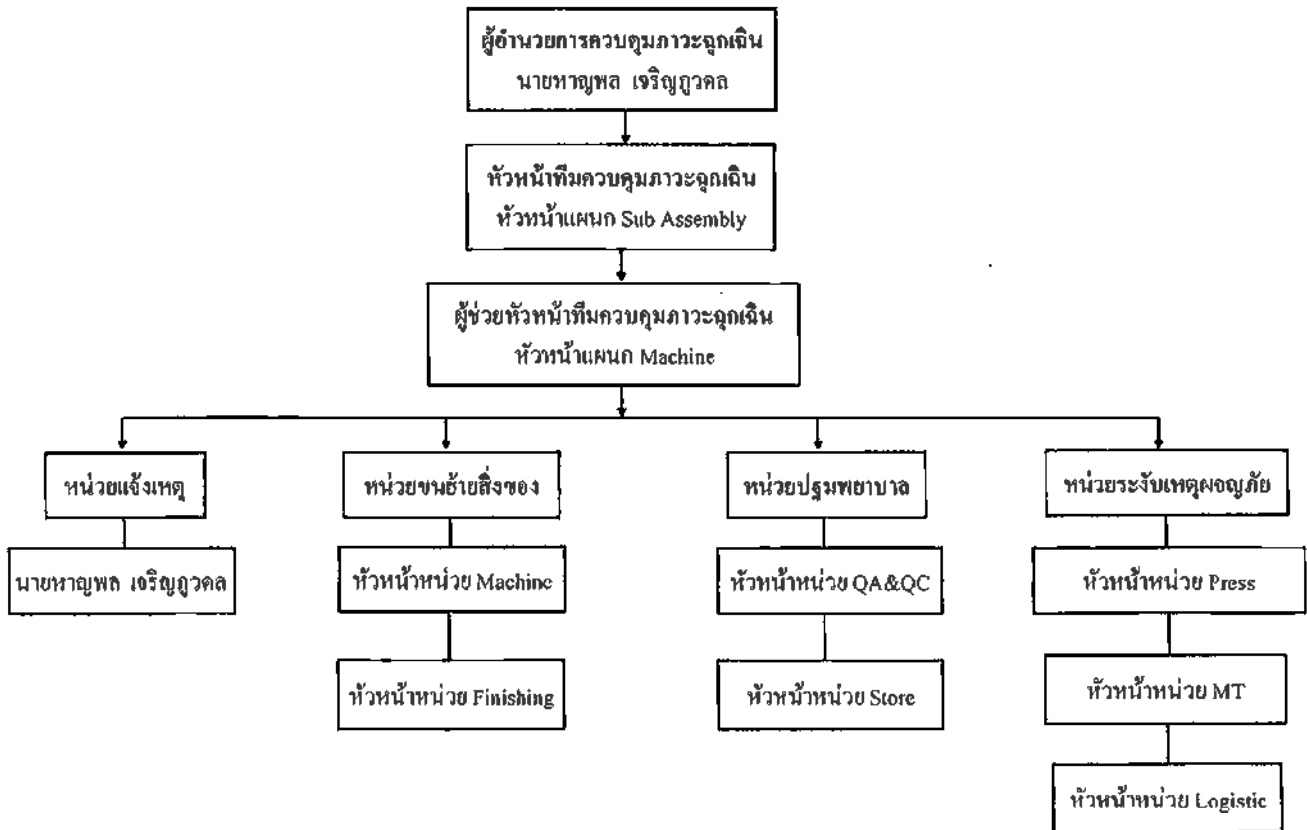 ผู้อำนวยการควบคุมภาวะฉุกเฉิน
นายหาญพล เจริญภูวดล
หัวหน้าทีมควบคุมภาวะฉุกเฉิน
หัวหน้าแผนก Sub Assembly
ผู้ช่วยหัวหน้าทีมควบคุมภาวะฉุกเฉิน
หัวหน้าแผนก Machine
หน่วยแจ้งเหตุ
หน่วยขนย้ายสิ่งของ
หน่วยปฐมพยาบาล
หน่วยระงับเหตุผจญภัย
นายหาญพล เจริญภูวดล
หัวหน้าหน่วย Machine
หัวหน้าหน่วย QA&QC
หัวหน้าหน่วย Press
หัวหน้าหน่วย Finishing
หัวหน้าหน่วย Store
หัวหน้าหน่วย MT
หัวหน้าหน่วย Logistic